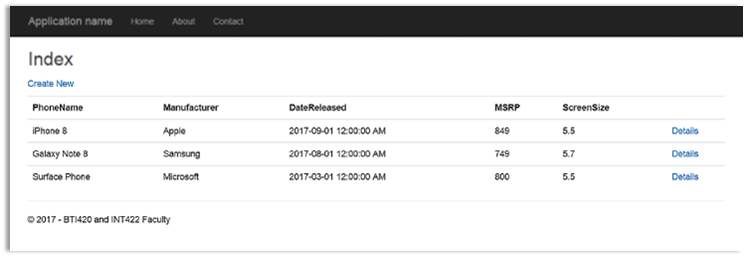 Application name Home About Contact
Index
Create New
PhoneName Manufacturer DateReleased MSRP ScreenSize
iPhone 8 Apple 2017-09-01 12:00:00 AM 849 5.5 Details
Galaxy Note 8 Samsung 2017-08-01 12:00:00 AM 749 5.7 Details
Surface Phone Microsoft 2017-03-01 12:00:00 AM 800 5.5 Details
© 2017 - BTI420 and INT422 Faculty